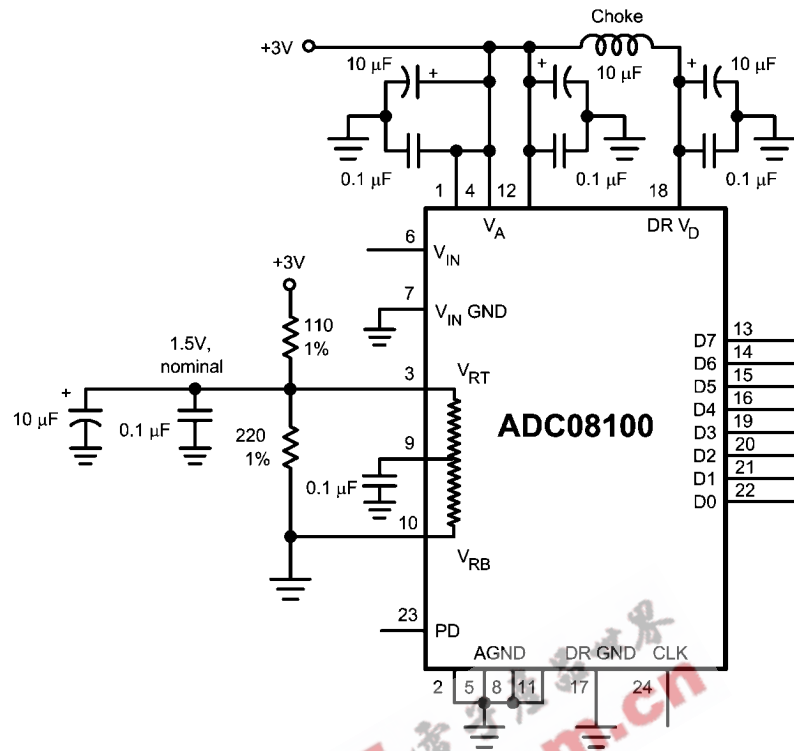 Choke
+3V
10 µF
+
+
10 µF
+
10 µF
0.1 µF
0.1 µF
0.1 µF
1
4
12
18
VA
DR VD
6
VIN
+3V
7
VIN GND
110
1%
1.5V,
nominal
3
VRT
+
10 µF
0.1 µF
220
1%
9
0.1 µF
10
VRB
ADC08100
D7
13
D6
14
D5
15
D4
16
D3
19
D2
20
D1
21
D0
22
23
PD
AGND
DR GND
CLK
2
5
8
11
17
24
m.cn